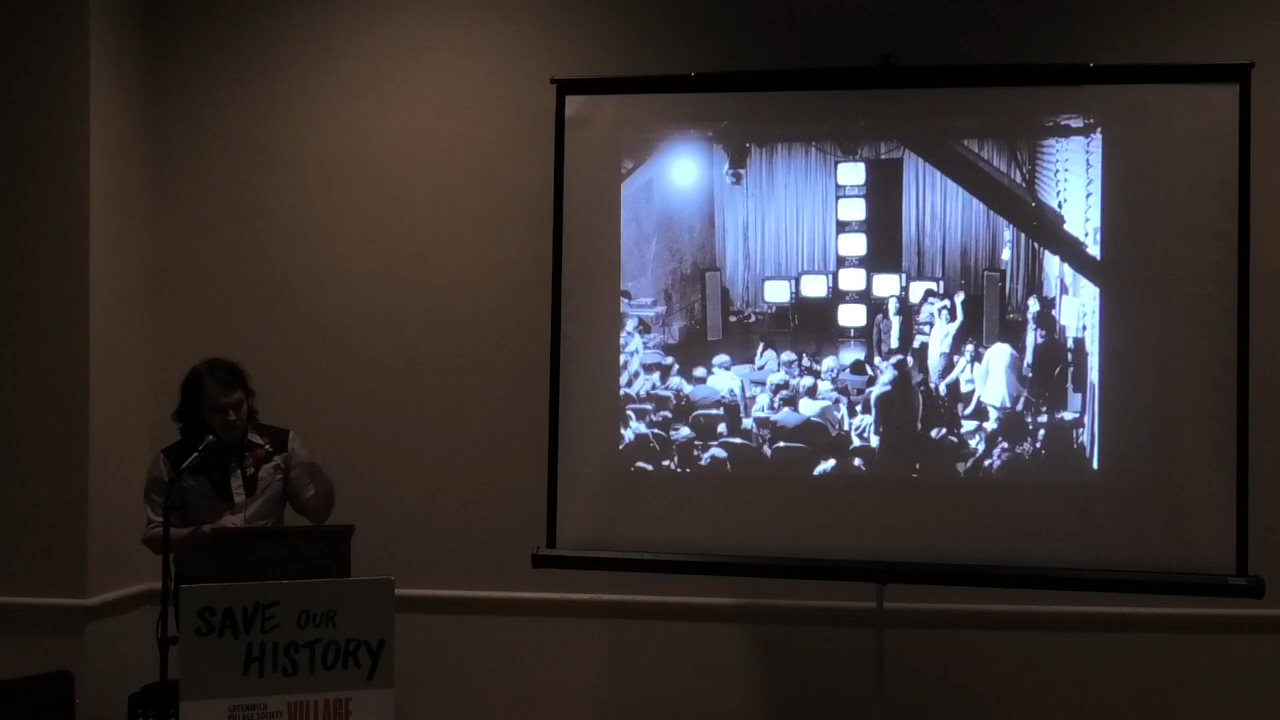 SAVE OUR
HISTORY
GREENWICH
VILLAGE SOCIETY
VILLAGE